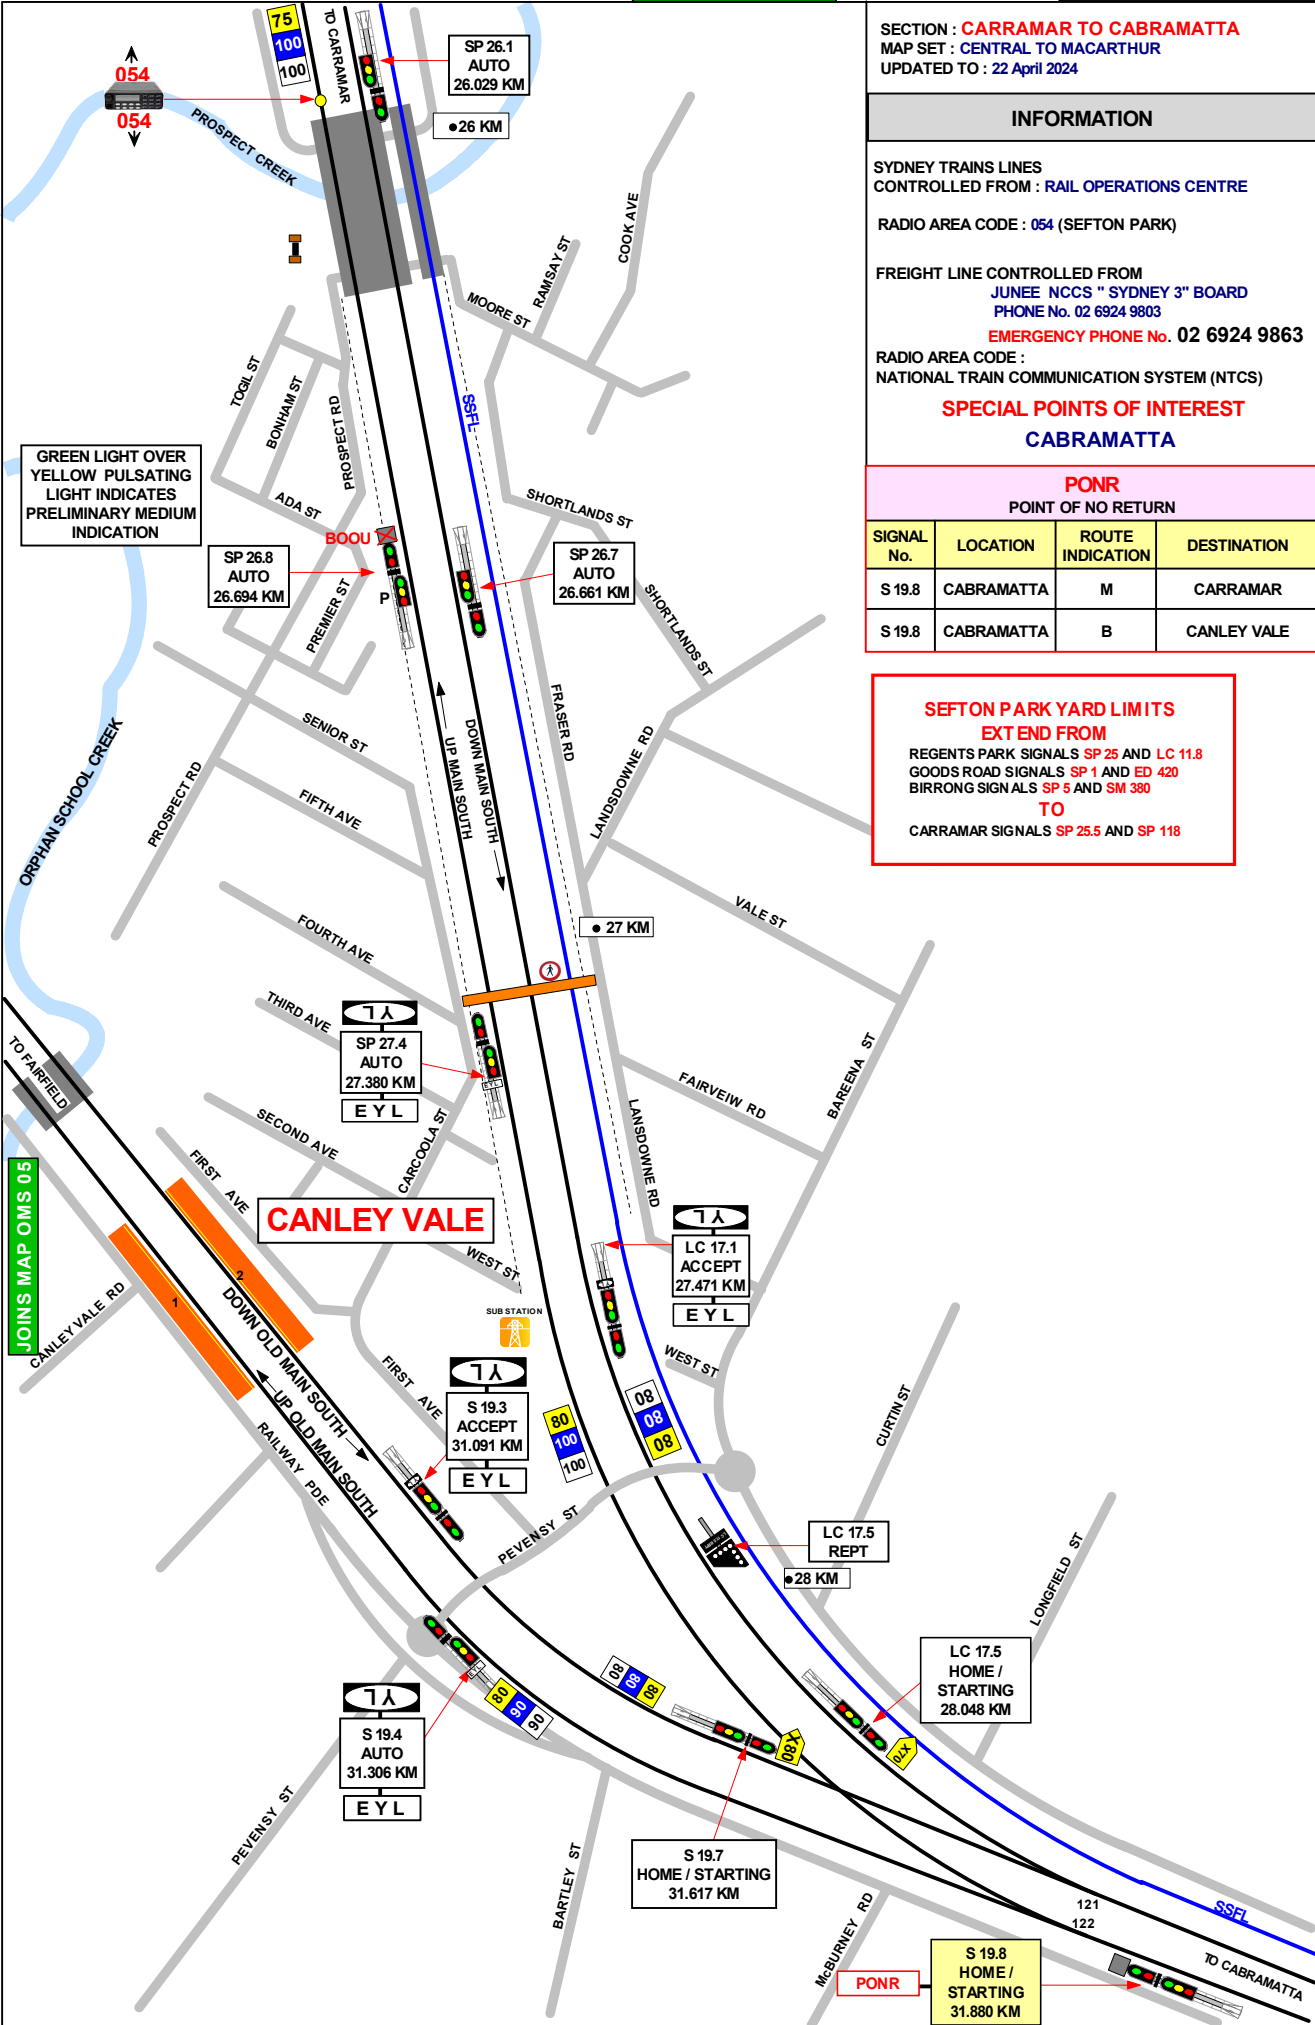 SECTION : CARRAMAR TO CABRAMATTA
MAP SET : CENTRAL TO MACARTHUR
UPDATED TO : 22 April 2024
INFORMATION
SYDNEY TRAINS LINES
CONTROLLED FROM : RAIL OPERATIONS CENTRE
RADIO AREA CODE : 054 (SEFTON PARK)
FREIGHT LINE CONTROLLED FROM
JUNEE NCCS " SYDNEY 3" BOARD
PHONE No. 02 6924 9803
EMERGENCY PHONE No. 02 6924 9863
RADIO AREA CODE :
NATIONAL TRAIN COMMUNICATION SYSTEM (NTCS)
SPECIAL POINTS OF INTEREST
CABRAMATTA
PONR
POINT OF NO RETURN
SIGNAL No. LOCATION ROUTE INDICATION DESTINATION
S 19.8 CABRAMATTA M CARRAMAR
S 19.8 CABRAMATTA B CANLEY VALE
SEFTON PARK YARD LIMITS
EXTEND FROM
REGENTS PARK SIGNALS SP 25 AND LC 11.8
GOODS ROAD SIGNALS SP 1 AND ED 420
BIRRONG SIGNALS SP 5 AND SM 380
TO
CARRAMAR SIGNALS SP 25.5 AND SP 118
75
100
100
TO CARRAMAR
SP 26.1
AUTO
26.029 KM
26 KM
054
054
PROSPECT CREEK
COOK AVE
RAMSAY ST
MOORE ST
TOGIL ST
BONHAM ST
PROSPECT RD
SSFL
GREEN LIGHT OVER
YELLOW PULSATING
LIGHT INDICATES
PRELIMINARY MEDIUM
INDICATION
ADA ST
BOOU
SHORTLANDS ST
SP 26.8
AUTO
26.694 KM
P
SP 26.7
AUTO
26.661 KM
PREMIER ST
SHORTLANDS ST
SENIOR ST
UP MAIN SOUTH
DOWN MAIN SOUTH
FRASER RD
LANDSDOWNE RD
ORPHAN SCHOOL CREEK
PROSPECT RD
FIFTH AVE
FOURTH AVE
27 KM
VALE ST
THIRD AVE
YL
SP 27.4
AUTO
27.380 KM
E Y L
EYL
TO FAIRFIELD
FAIRVEIW RD
BAREENA ST
SECOND AVE
CARCOOLA ST
LANSDOWNE RD
JOINS MAP OMS 05
FIRST AVE
CANLEY VALE
WEST ST
YL
LC 17.1
ACCEPT
27.471 KM
E Y L
SUB STATION
2
1
CANLEY VALE RD
DOWN OLD MAIN SOUTH
UP OLD MAIN SOUTH
FIRST AVE
YL
S 19.3
ACCEPT
31.091 KM
E Y L
WEST ST
80
80
80
80
100
100
CURTIN ST
RAILWAY PDE
PEVENSY ST
LC 17.5
REPT
28 KM
LONGFIELD ST
LC 17.5
HOME /
STARTING
28.048 KM
80
80
80
80
90
90
YL
S 19.4
AUTO
31.306 KM
E Y L
X80
X70
PEVENSY ST
BARTLEY ST
S 19.7
HOME / STARTING
31.617 KM
McBURNEY RD
121
122
SSFL
TO CABRAMATTA
PONR
S 19.8
HOME /
STARTING
31.880 KM